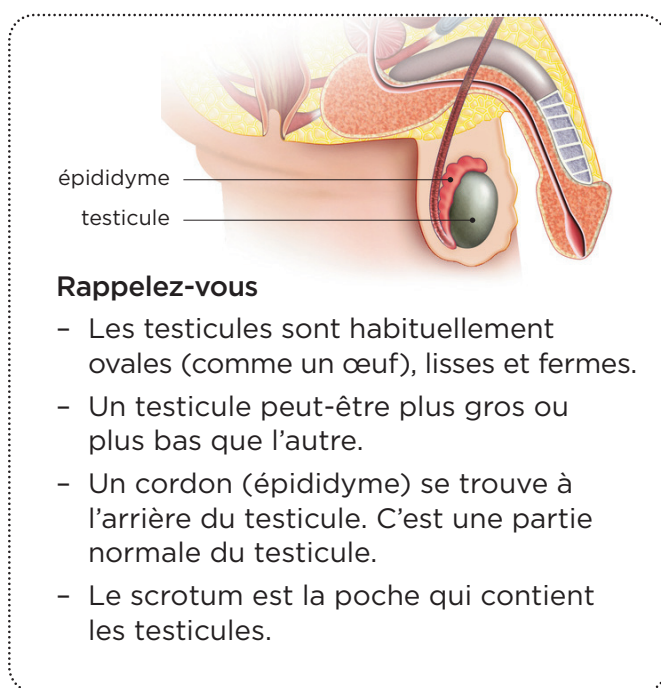 épididyme
testicule
Rappelez-vous
– Les testicules sont habituellement
ovales (comme un œuf), lisses et fermes.
– Un testicule peut-être plus gros ou
plus bas que l’autre.
– Un cordon (épididyme) se trouve à
l’arrière du testicule. C’est une partie
normale du testicule.
– Le scrotum est la poche qui contient
les testicules.